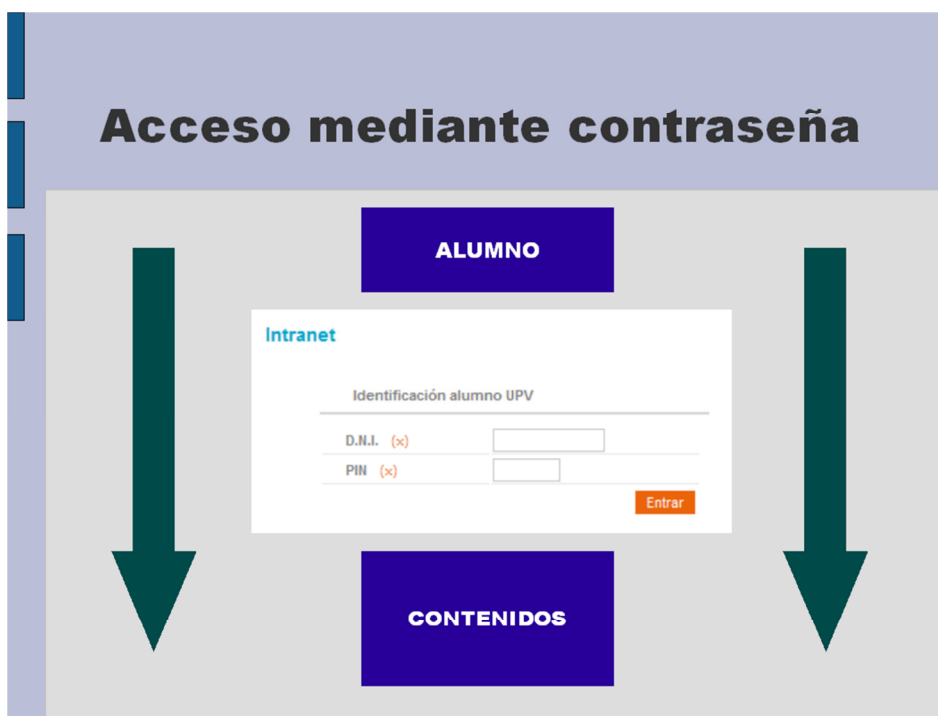 Acceso mediante contraseña
ALUMNO
Intranet
Identificación alumno UPV
D.N.I. (x)
PIN (x)
Entrar
CONTENIDOS